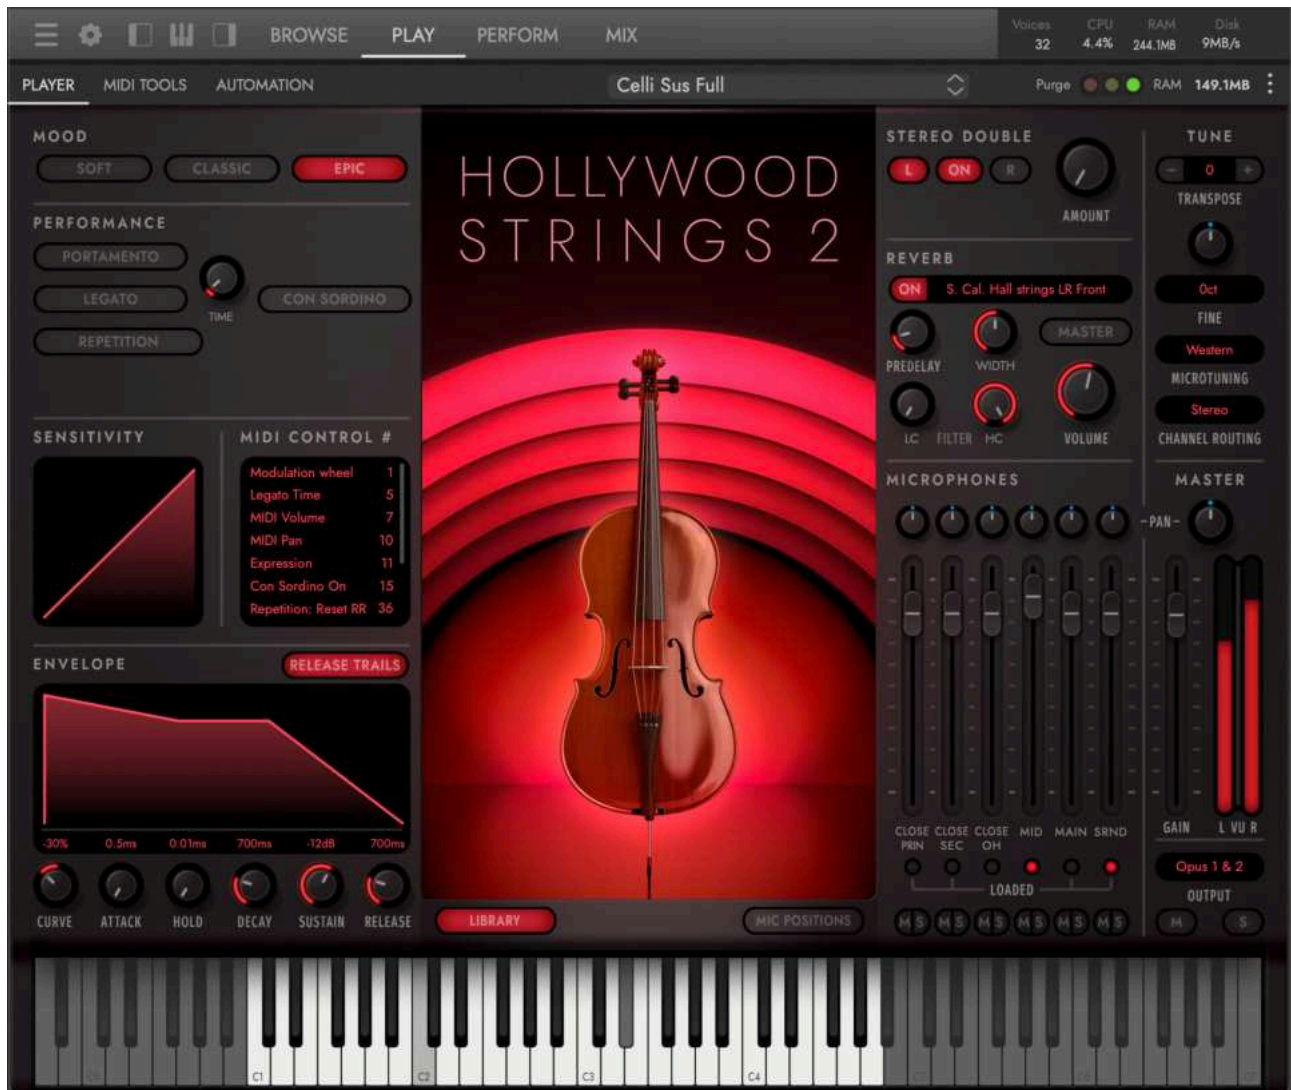 BROWSE PLAY PERFORM MIX
Voices CPU RAM Disk
32 4.4% 244.1MB 9MB/s
PLAYER MIDI TOOLS AUTOMATION
Celli Sus Full
Purge RAM 149.1MB
MOOD
SOFT CLASSIC EPIC
PERFORMANCE
PORTAMENTO
LEGATO
REPETITION
TIME
CON SORDINO
SENSITIVITY
MIDI CONTROL #
Modulation wheel 1
Legato Time 5
MIDI Volume 7
MIDI Pan 10
Expression 11
Con Sordino On 15
Repetition; Reset RR 36
ENVELOPE
RELEASE TRAILS
-30% 0.5ms 0.01ms 700ms -12dB 700ms
CURVE ATTACK HOLD DECAY SUSTAIN RELEASE
HOLLYWOOD
STRINGS 2
LIBRARY
MIC POSITIONS
STEREO DOUBLE
L ON R
AMOUNT
REVERB
ON S. Cal. Hall strings LR Front
PREDELAY WIDTH
MASTER
LC FILTER HC
VOLUME
MICROPHONES
CLOSE PRIN
CLOSE SEC
CLOSE OH
MID
MAIN
SRND
LOADED
M S M S M S M S M S M S
TUNE
- 0 +
TRANSPOSE
0ct
FINE
Western
MICROTUNING
Stereo
CHANNEL ROUTING
MASTER
-PAN-
GAIN
L VU R
Opus 1 & 2
OUTPUT
M S
C1 C2 C3 C4